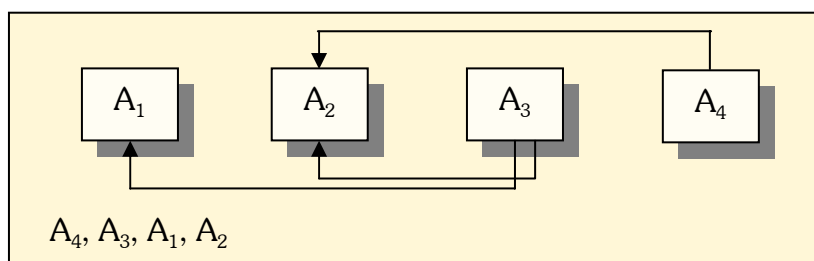 A₁
A₂
A₃
A₄
A₄, A₃, A₁, A₂